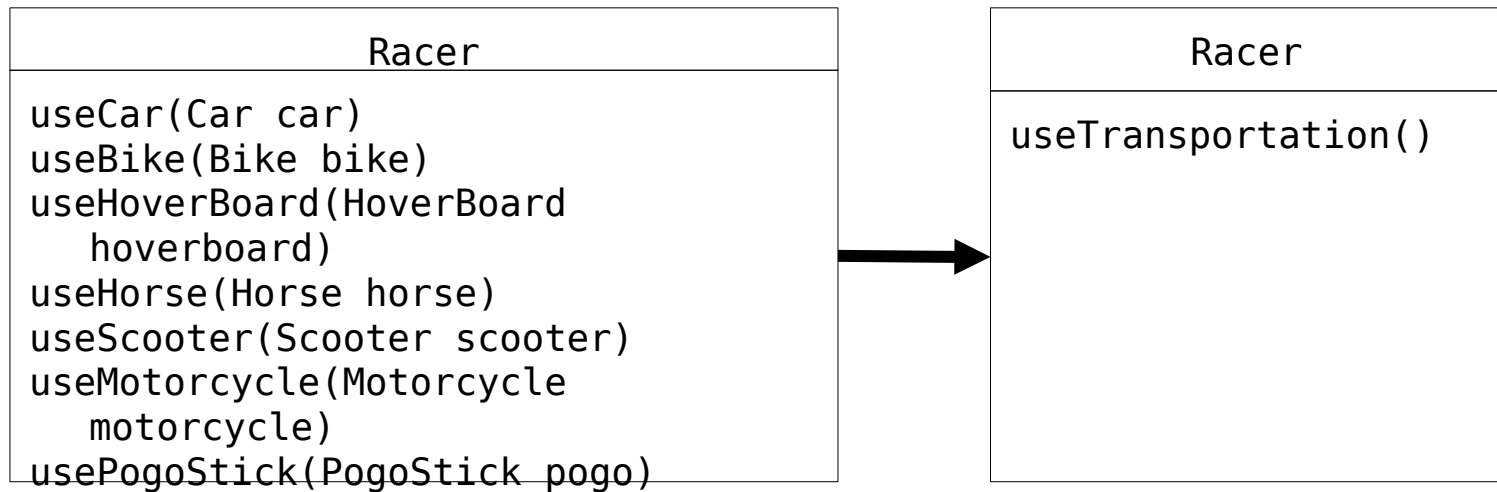 Racer
useCar(Car car)
useBike(Bike bike)
useHoverBoard(HoverBoard
hoverboard)
useHorse(Horse horse)
useScooter(Scooter scooter)
useMotorcycle(Motorcycle
motorcycle)
usePogoStick(PogoStick pogo)
Racer
useTransportation()